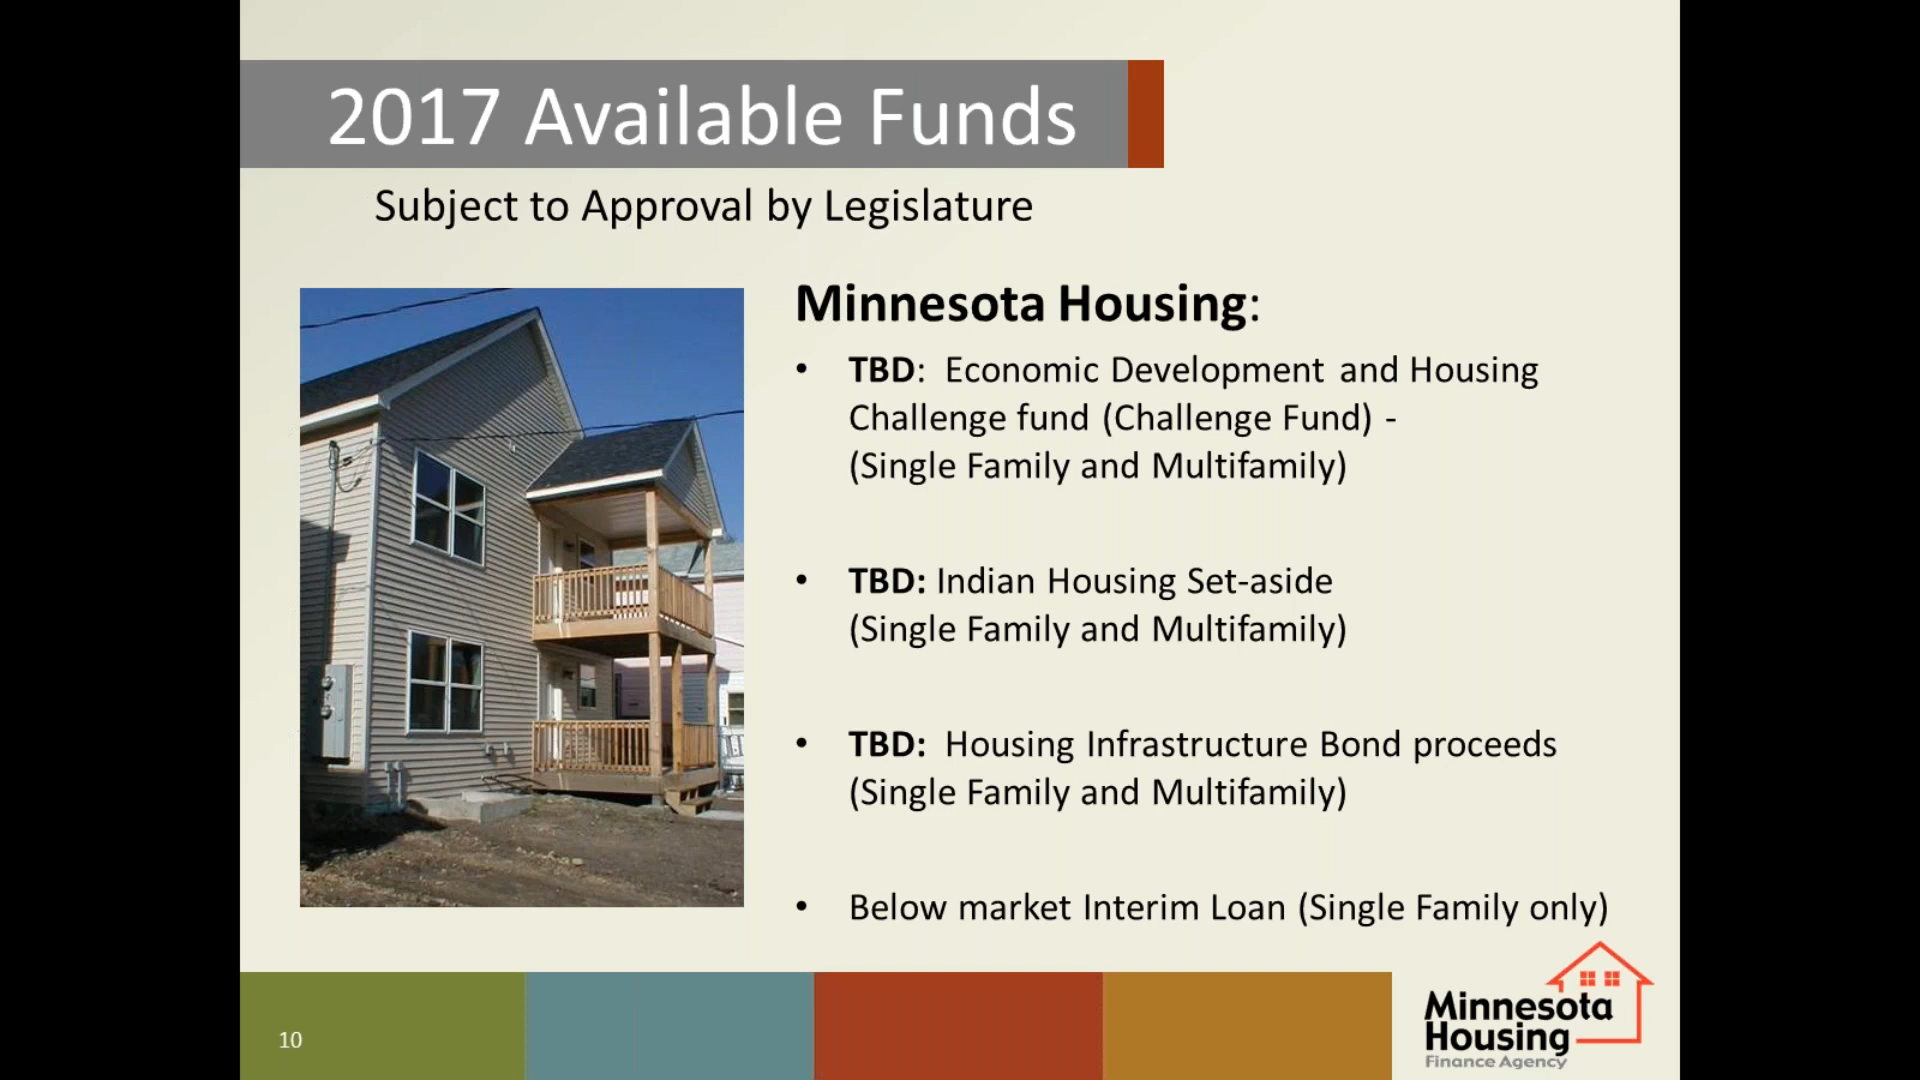 2017 Available Funds
Subject to Approval by Legislature
Minnesota Housing:
• TBD: Economic Development and Housing
Challenge fund (Challenge Fund) -
(Single Family and Multifamily)
• TBD: Indian Housing Set-aside
(Single Family and Multifamily)
• TBD: Housing Infrastructure Bond proceeds
(Single Family and Multifamily)
• Below market Interim Loan (Single Family only)
10
Minnesota
Housing
Finance Agency